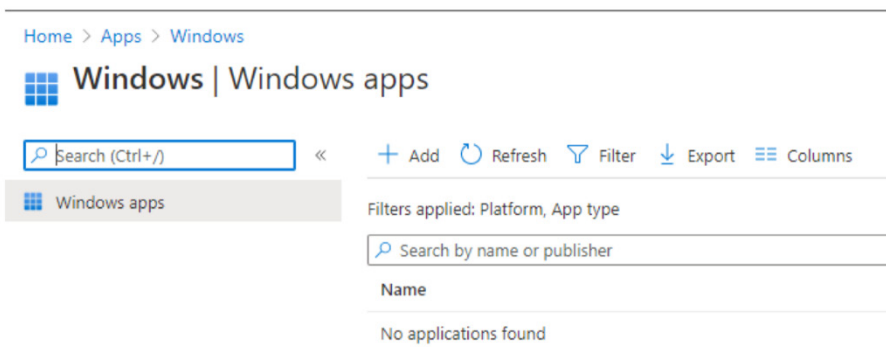 Home > Apps > Windows
Windows | Windows apps
Search (Ctrl+/)
«
Add Refresh Filter Export Columns
Windows apps
Filters applied: Platform, App type
Search by name or publisher
Name
No applications found